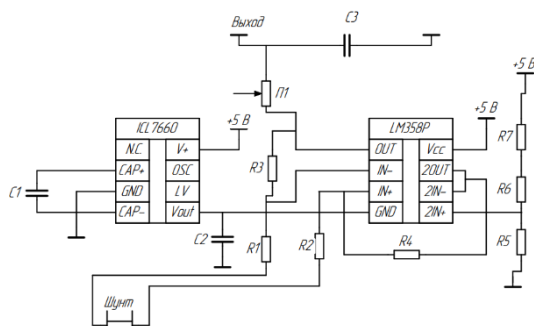 Выход
C3
+5 В
П1
ICL7660
+5 В
LM358P
+5 В
N.C
V+
CAP+
OSC
GND
LV
CAP-
Vout
OUT
Vcc
IN-
2OUT
IN+
2IN-
GND
2IN+
R7
R3
R6
C1
C2
R1
R2
R4
R5
Шунт